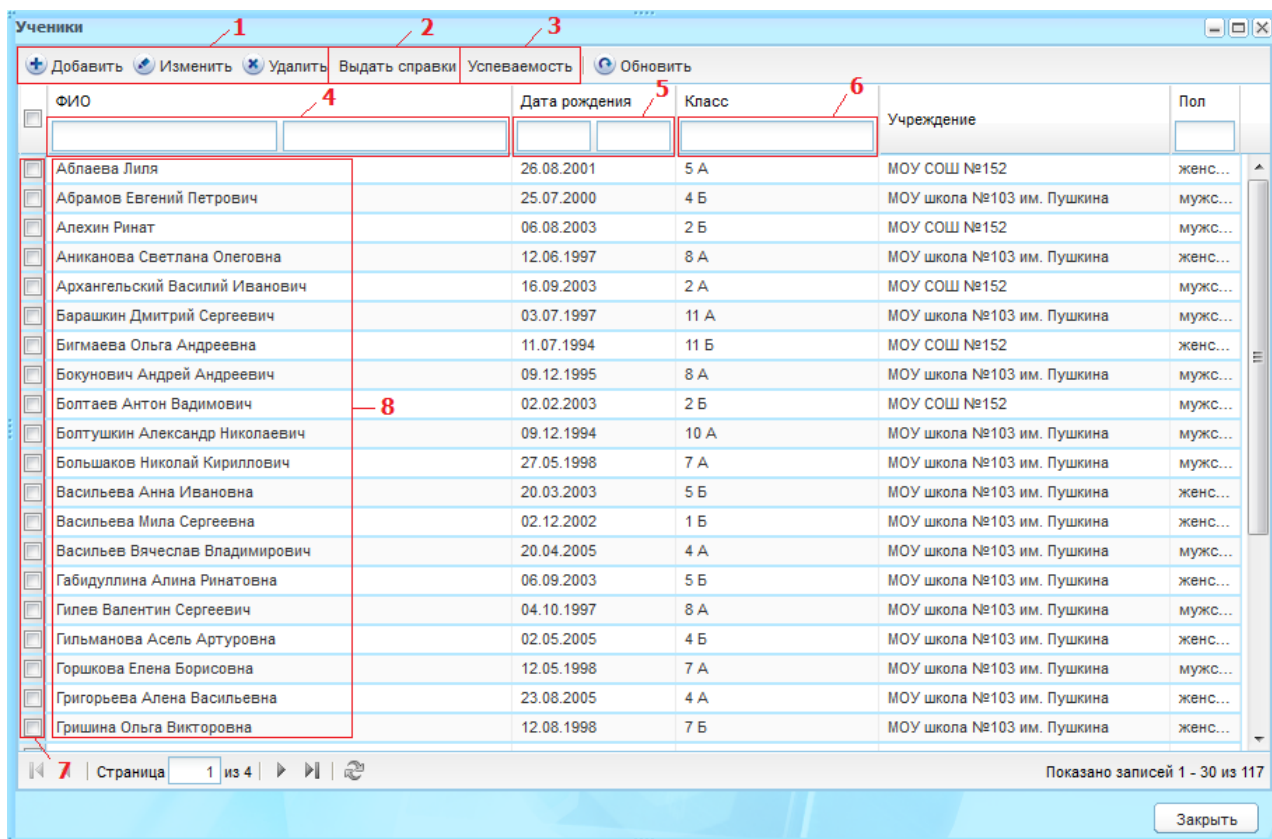 Ученики
1 2 3
Добавить Изменить Удалить Выдать справки Успеваемость Обновить
ФИО 4 Дата рождения 5 Класс 6 Учреждение Пол
Аблаева Лиля 26.08.2001 5 А МОУ СОШ №152 женс...
Абрамов Евгений Петрович 25.07.2000 4 Б МОУ школа №103 им. Пушкина мужс...
Алехин Ринат 06.08.2003 2 Б МОУ СОШ №152 мужс...
Аниканова Светлана Олеговна 12.06.1997 8 А МОУ школа №103 им. Пушкина женс...
Архангельский Василий Иванович 16.09.2003 2 А МОУ СОШ №152 мужс...
Барашкин Дмитрий Сергеевич 03.07.1997 11 А МОУ школа №103 им. Пушкина мужс...
Бигмаева Ольга Андреевна 11.07.1994 11 Б МОУ СОШ №152 женс...
Бокунович Андрей Андреевич 09.12.1995 8 А МОУ школа №103 им. Пушкина мужс...
Болтаев Антон Вадимович 8 02.02.2003 2 Б МОУ СОШ №152 мужс...
Болтушкин Александр Николаевич 09.12.1994 10 А МОУ школа №103 им. Пушкина мужс...
Большаков Николай Кириллович 27.05.1998 7 А МОУ школа №103 им. Пушкина мужс...
Васильева Анна Ивановна 20.03.2003 5 Б МОУ школа №103 им. Пушкина женс...
Васильева Мила Сергеевна 02.12.2002 1 Б МОУ школа №103 им. Пушкина женс...
Васильев Вячеслав Владимирович 20.04.2005 4 А МОУ школа №103 им. Пушкина мужс...
Габидуллина Алина Ринатовна 06.09.2003 5 Б МОУ школа №103 им. Пушкина женс...
Гилев Валентин Сергеевич 04.10.1997 8 А МОУ школа №103 им. Пушкина мужс...
Гильманова Асель Артуровна 02.05.2005 4 Б МОУ школа №103 им. Пушкина женс...
Горшкова Елена Борисовна 12.05.1998 7 А МОУ школа №103 им. Пушкина мужс...
Григорьева Алена Васильевна 23.08.2005 4 А МОУ школа №103 им. Пушкина женс...
Гришина Ольга Викторовна 12.08.1998 7 Б МОУ школа №103 им. Пушкина женс...
7 Страница 1 из 4 Показано записей 1 - 30 из 117
Закрыть